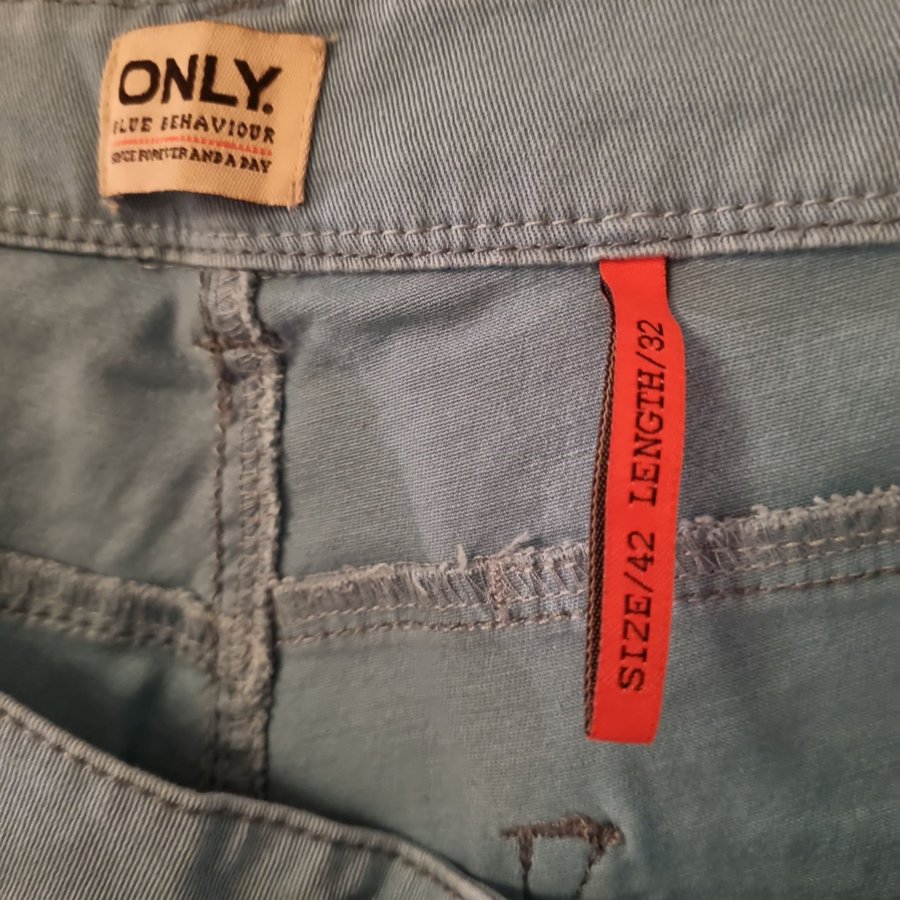 ONLY.
BLUE BEHAVIOUR
SINCE FOREVER AND A DAY
SIZE/42 LENGTH/32